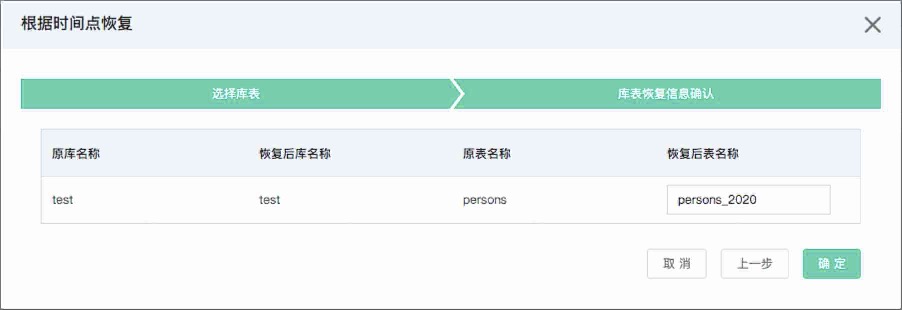 根据时间点恢复
选择库表 库表恢复信息确认
原库名称 恢复后库名称 原表名称 恢复后表名称
test test persons persons_2020
取 消 上一步 确 定